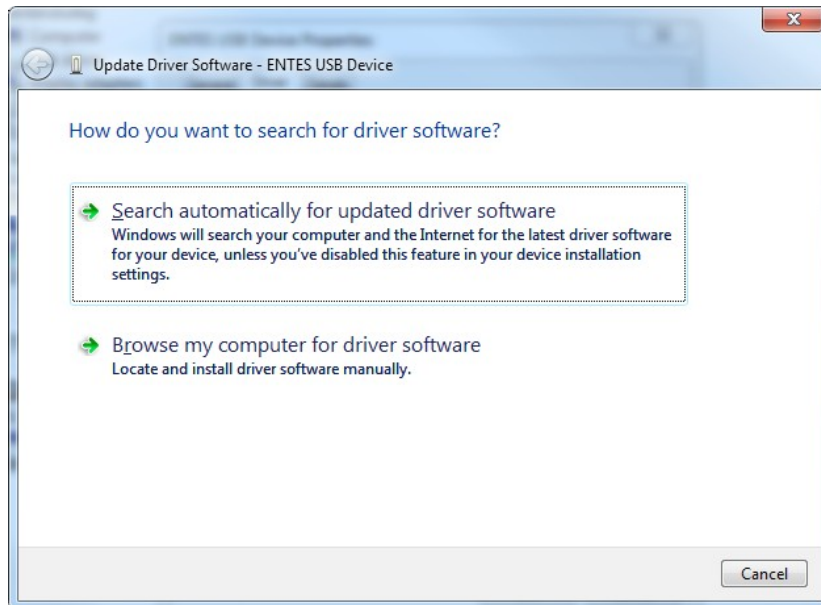 Update Driver Software - ENTES USB Device
How do you want to search for driver software?
Search automatically for updated driver software
Windows will search your computer and the Internet for the latest driver software
for your device, unless you've disabled this feature in your device installation
settings.
Browse my computer for driver software
Locate and install driver software manually.
Cancel